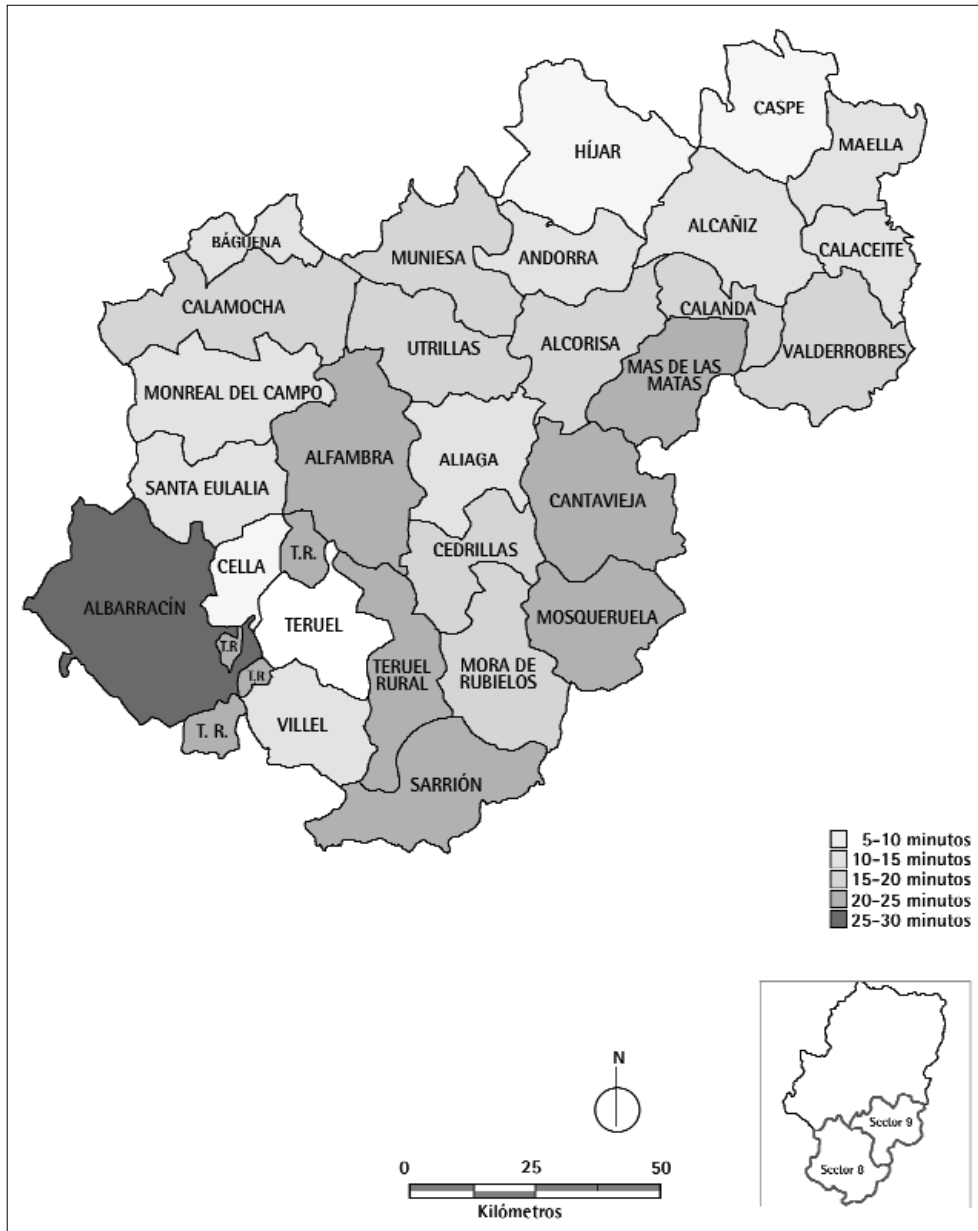 CASPE
MAELLA
HÍJAR
ALCAÑIZ
BÁGUENA
MUNIESA
ANDORRA
CALACEITE
CALAMOCHA
CALANDA
UTRILLAS
ALCORISA
VALDERROBRES
MAS DE LAS
MATAS
MONREAL DEL CAMPO
ALFAMBRA
ALIAGA
SANTA EULALIA
CANTAVIEJA
T.R.
CEDRILLAS
CELLA
ALBARRACÍN
TERUEL
MOSQUERUELA
T.R
TERUEL
RURAL
MORA DE
RUBIELOS
T.R
T. R.
VILLEL
SARRIÓN
5-10 minutos
10-15 minutos
15-20 minutos
20-25 minutos
25-30 minutos
Sector 9
Sector 8
N
0 25 50
Kilómetros